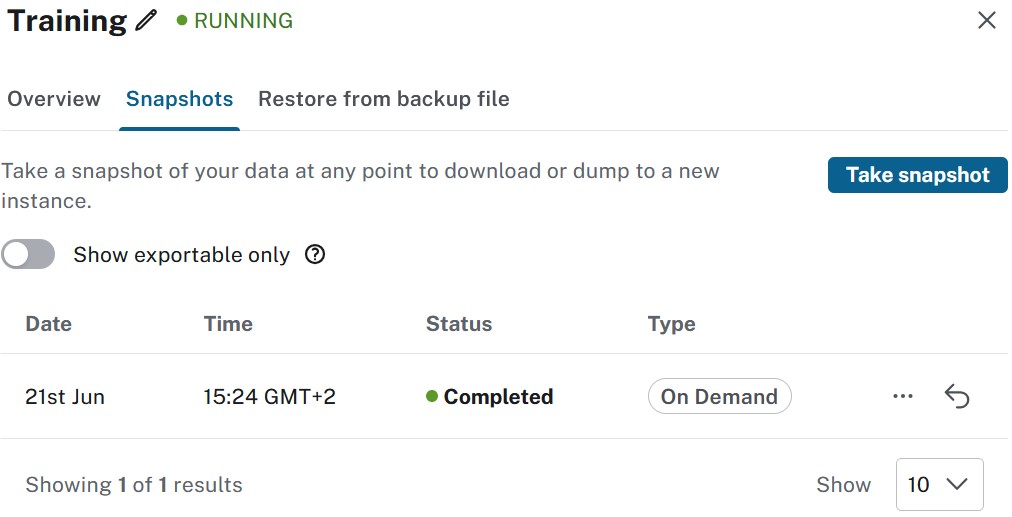 Training RUNNING
Overview Snapshots Restore from backup file
Take a snapshot of your data at any point to download or dump to a new
instance.
Take snapshot
Show exportable only
Date Time Status Type
21st Jun 15:24 GMT+2 Completed On Demand
Showing 1 of 1 results Show 10